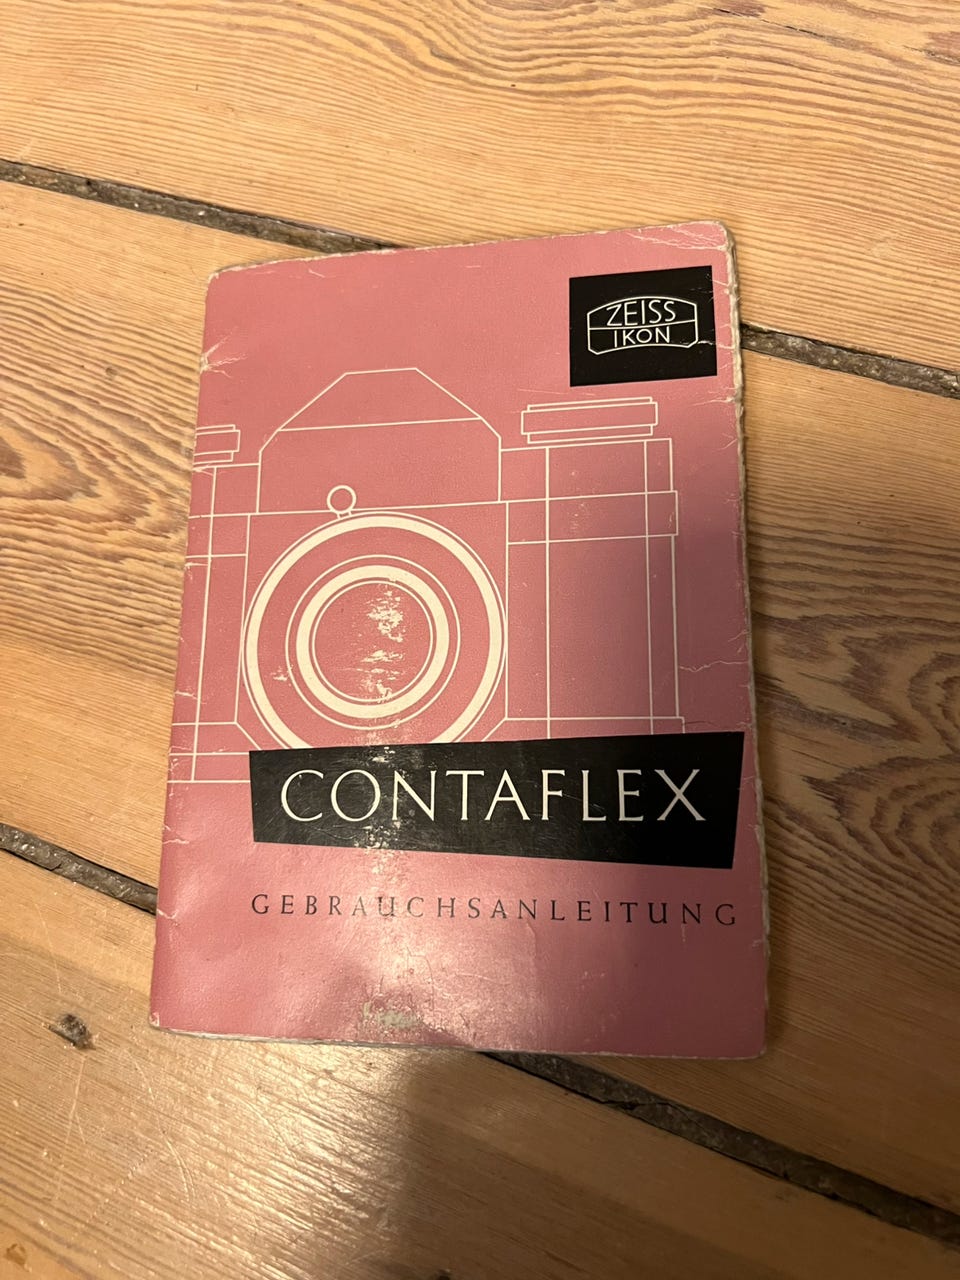 ZEISS
IKON
CONTAFLEX
GEBRAUCHSANLEITUNG